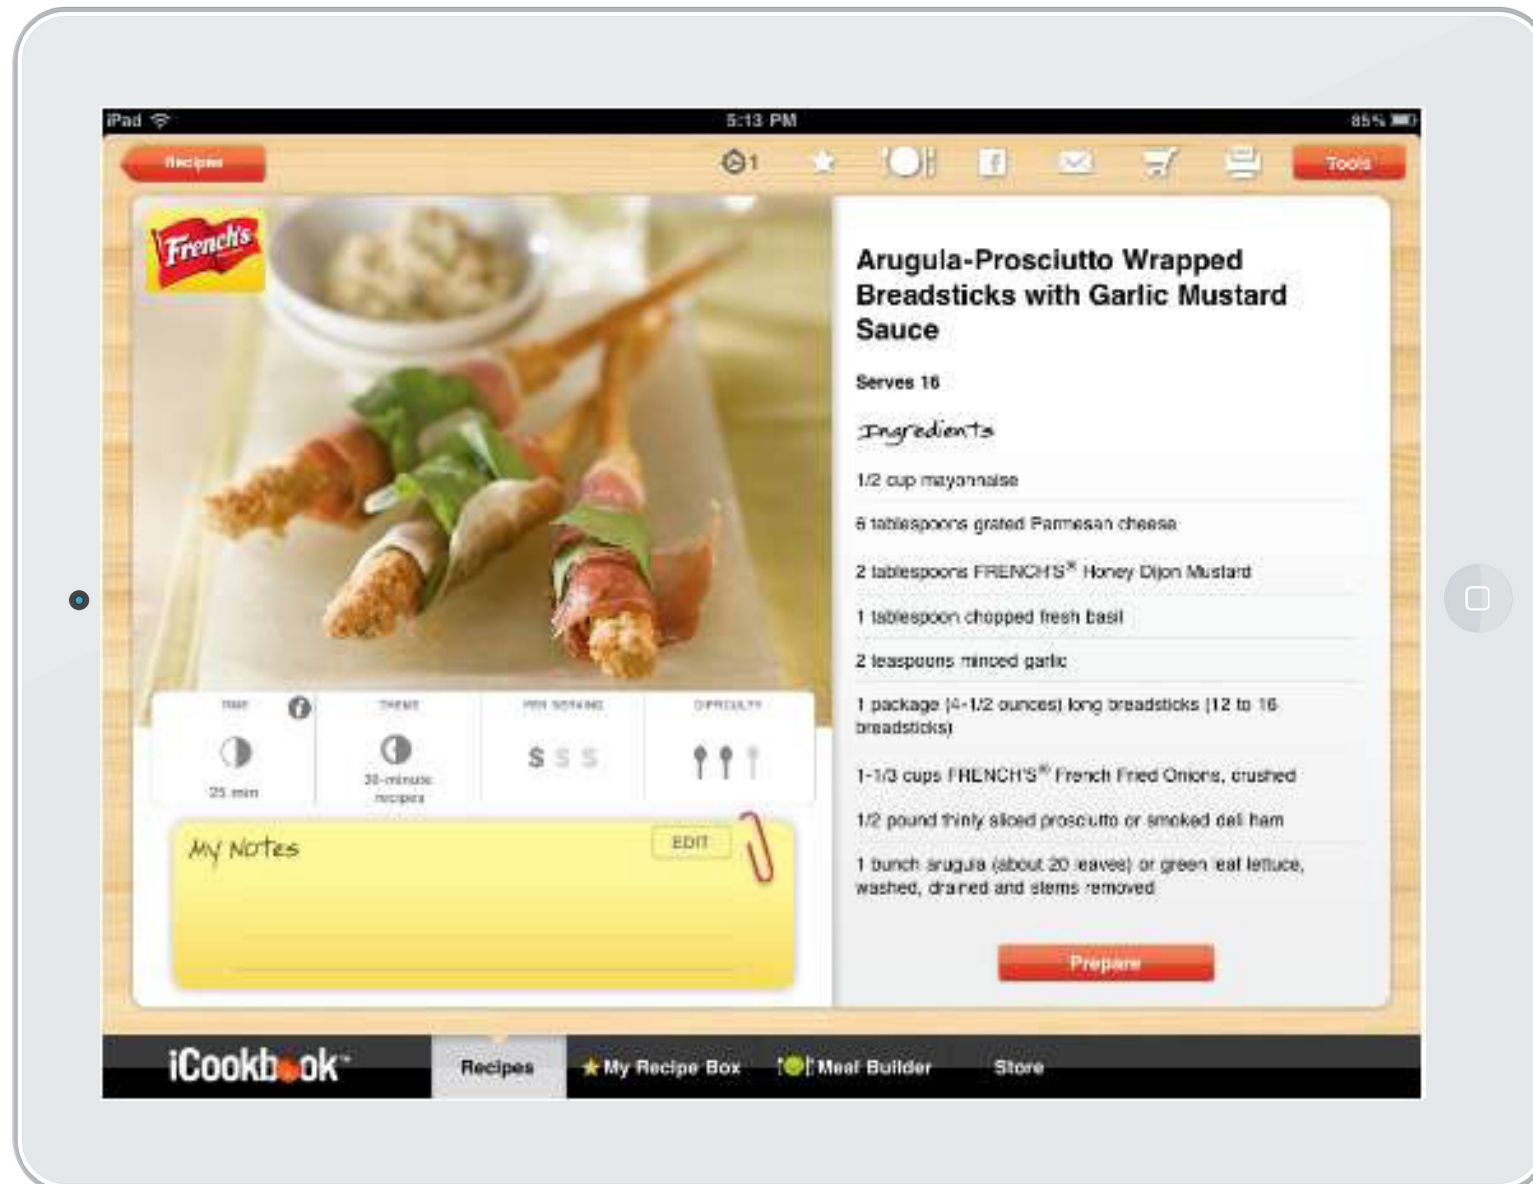 iPad
5:13 PM
85%
Recipes
1
f
Tools
French's
Arugula-Prosciutto Wrapped
Breadsticks with Garlic Mustard
Sauce
Serves 16
Ingredients
1/2 cup mayonnaise
6 tablespoons grated Parmesan cheese
2 tablespoons FRENCH'S® Honey Dijon Mustard
1 tablespoon chopped fresh basil
2 teaspoons minced garlic
1 package (4-1/2 ounces) long breadsticks (12 to 16
breadsticks)
1-1/3 cups FRENCH'S® French Fried Onions, crushed
1/2 pound thinly sliced prosciutto or smoked deli ham
1 bunch arugula (about 20 leaves) or green leaf lettuce,
washed, drained and stems removed
Prepare
TIME
THEME
PER SERVING
DIFFICULTY
25 min
30-minute
recipes
$ $ $
My Notes
EDIT
iCookbook™
Recipes
My Recipe Box
Meal Builder
Store